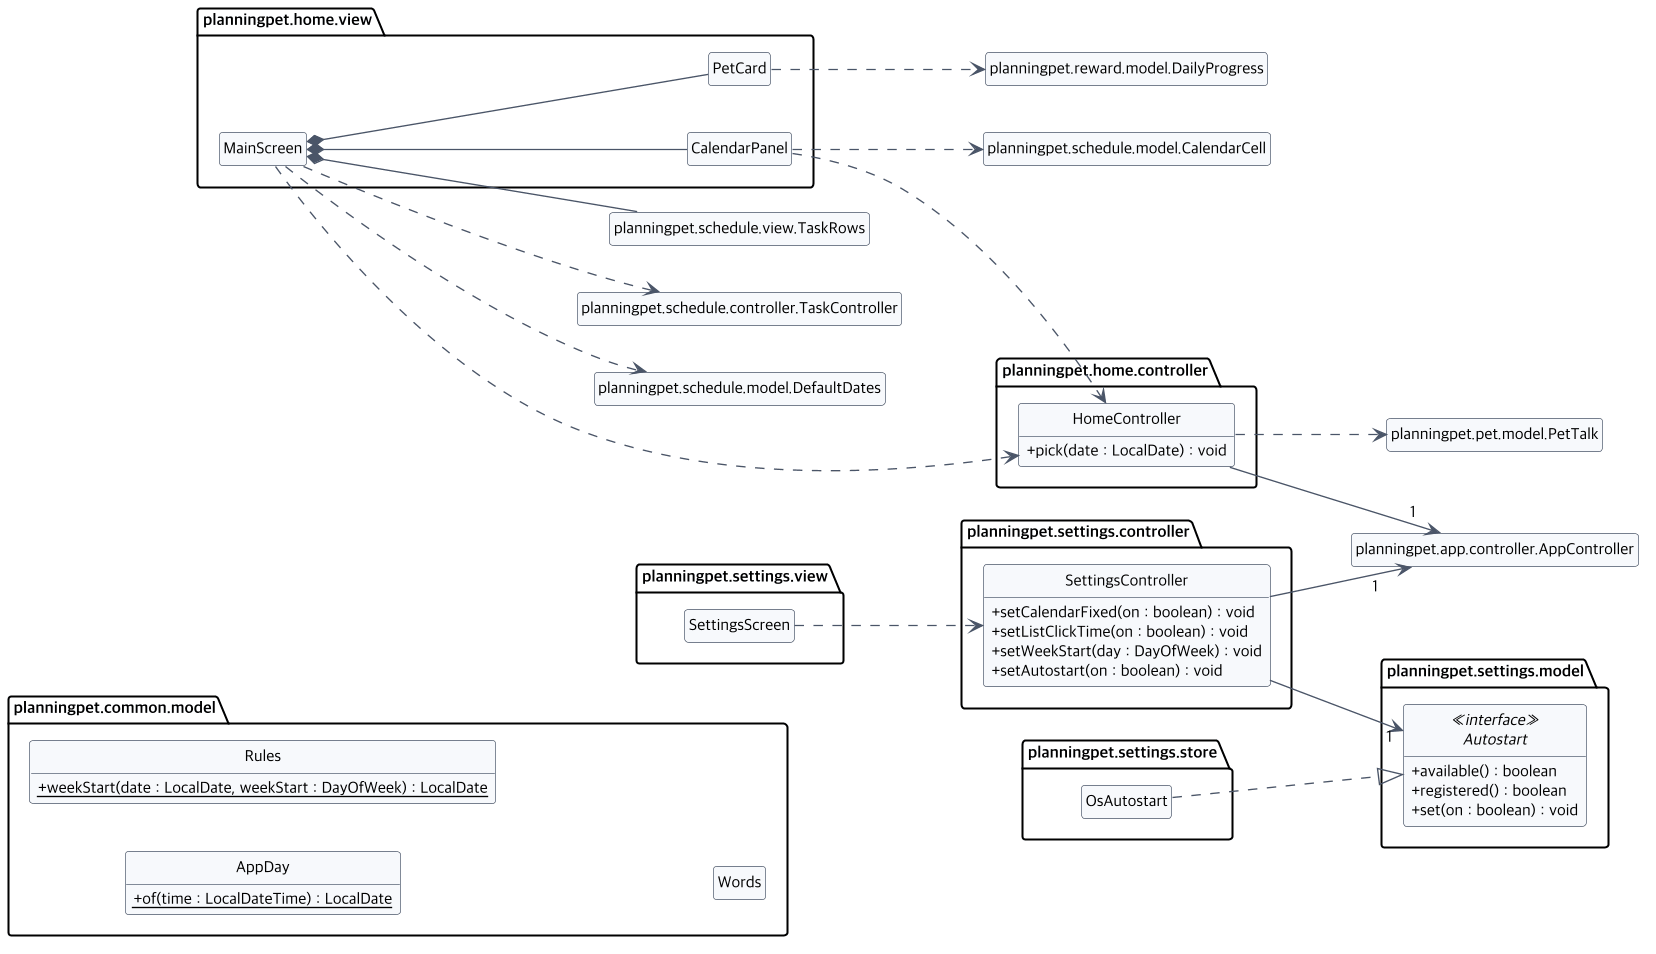 planningpet.home.view
PetCard
planningpet.reward.model.DailyProgress
MainScreen
CalendarPanel
planningpet.schedule.model.CalendarCell
planningpet.schedule.view.TaskRows
planningpet.schedule.controller.TaskController
planningpet.schedule.model.DefaultDates
planningpet.home.controller
HomeController
+pick(date : LocalDate) : void
planningpet.pet.model.PetTalk
1
planningpet.app.controller.AppController
planningpet.settings.controller
SettingsController
+setCalendarFixed(on : boolean) : void
+setListClickTime(on : boolean) : void
+setWeekStart(day : DayOfWeek) : void
+setAutostart(on : boolean) : void
1
planningpet.settings.view
SettingsScreen
planningpet.settings.model
«interface»
Autostart
+available() : boolean
+registered() : boolean
+set(on : boolean) : void
1
planningpet.settings.store
OsAutostart
planningpet.common.model
Rules
+weekStart(date : LocalDate, weekStart : DayOfWeek) : LocalDate
AppDay
+of(time : LocalDateTime) : LocalDate
Words